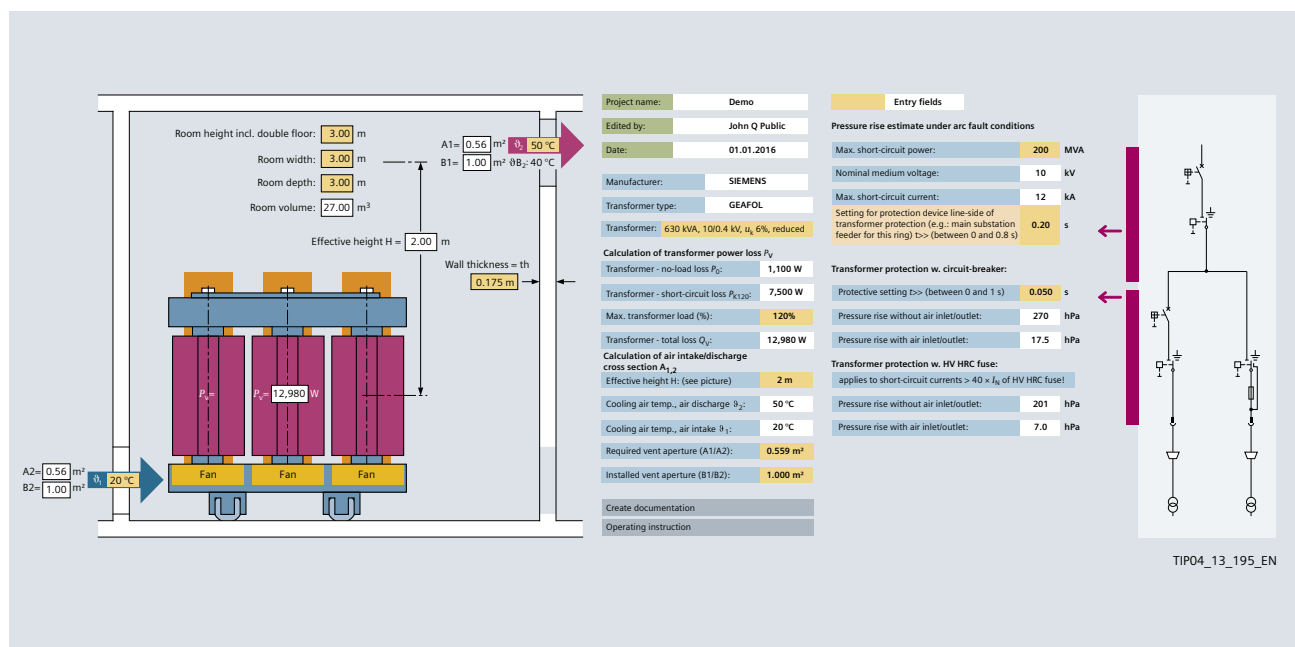 Room height incl. double floor: 3.00 m
Room width: 3.00 m
Room depth: 3.00 m
Room volume: 27.00 m³
Effective height H = 2.00 m
A1= 0.56 m² ϑ₂ 50 °C
B1= 1.00 m² ϑB₂: 40 °C
Wall thickness = th
0.175 m
Pᵥ=
Pᵥ= 12,980 W
Fan
Fan
Fan
A2= 0.56 m²
B2= 1.00 m²
ϑ₁ 20 °C
Project name: Demo
Edited by: John Q Public
Date: 01.01.2016
Manufacturer: SIEMENS
Transformer type: GEAFOL
Transformer: 630 kVA, 10/0.4 kV, uₖ 6%, reduced
Calculation of transformer power loss Pᵥ
Transformer - no-load loss P₀: 1,100 W
Transformer - short-circuit loss P_K120: 7,500 W
Max. transformer load (%): 120%
Transformer - total loss Qᵥ: 12,980 W
Calculation of air intake/discharge
cross section A₁,₂
Effective height H: (see picture) 2 m
Cooling air temp., air discharge ϑ₂: 50 °C
Cooling air temp., air intake ϑ₁: 20 °C
Required vent aperture (A1/A2): 0.559 m²
Installed vent aperture (B1/B2): 1.000 m²
Create documentation
Operating instruction
Entry fields
Pressure rise estimate under arc fault conditions
Max. short-circuit power: 200 MVA
Nominal medium voltage: 10 kV
Max. short-circuit current: 12 kA
Setting for protection device line-side of
transformer protection (e.g.: main substation
feeder for this ring) t>> (between 0 and 0.8 s)
0.20 s
Transformer protection w. circuit-breaker:
Protective setting t>> (between 0 and 1 s) 0.050 s
Pressure rise without air inlet/outlet: 270 hPa
Pressure rise with air inlet/outlet: 17.5 hPa
Transformer protection w. HV HRC fuse:
applies to short-circuit currents > 40 × I_N of HV HRC fuse!
Pressure rise without air inlet/outlet: 201 hPa
Pressure rise with air inlet/outlet: 7.0 hPa
TIP04_13_195_EN